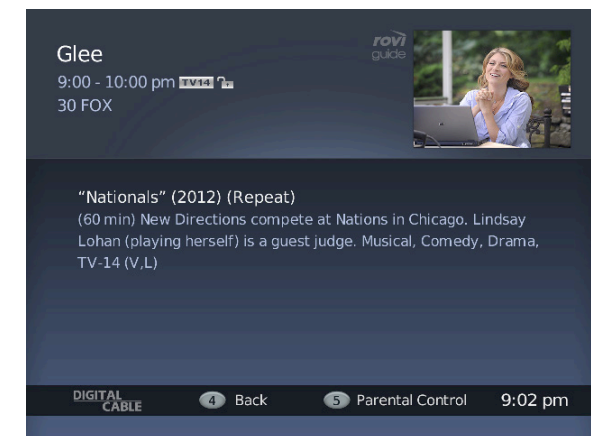 Glee
rovi
guide
9:00 - 10:00 pm TV14
30 FOX
“Nationals” (2012) (Repeat)
(60 min) New Directions compete at Nations in Chicago. Lindsay
Lohan (playing herself) is a guest judge. Musical, Comedy, Drama,
TV-14 (V,L)
DIGITAL
CABLE
4 Back
5 Parental Control
9:02 pm